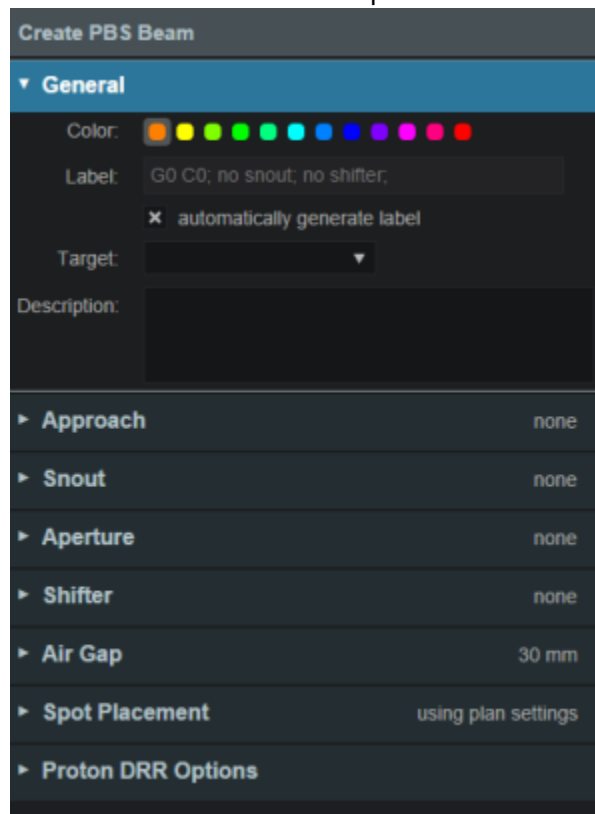 Create PBS Beam
General
Color:
Label: G0 C0; no snout; no shifter;
automatically generate label
Target:
Description:
Approach none
Snout none
Aperture none
Shifter none
Air Gap 30 mm
Spot Placement using plan settings
Proton DRR Options